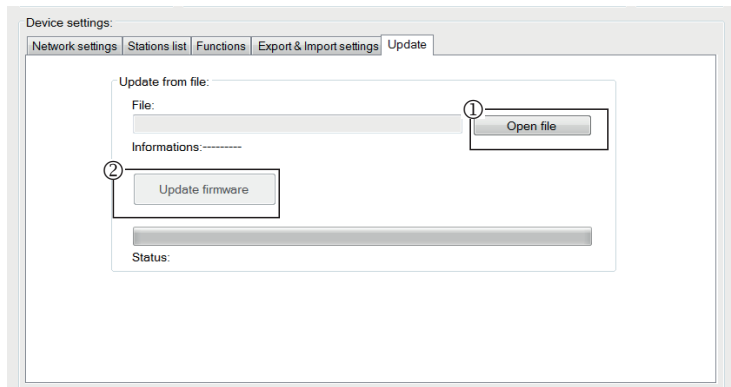 Device settings:
Network settings Stations list Functions Export & Import settings Update
Update from file:
File:
① Open file
Informations:---------
② Update firmware
Status: